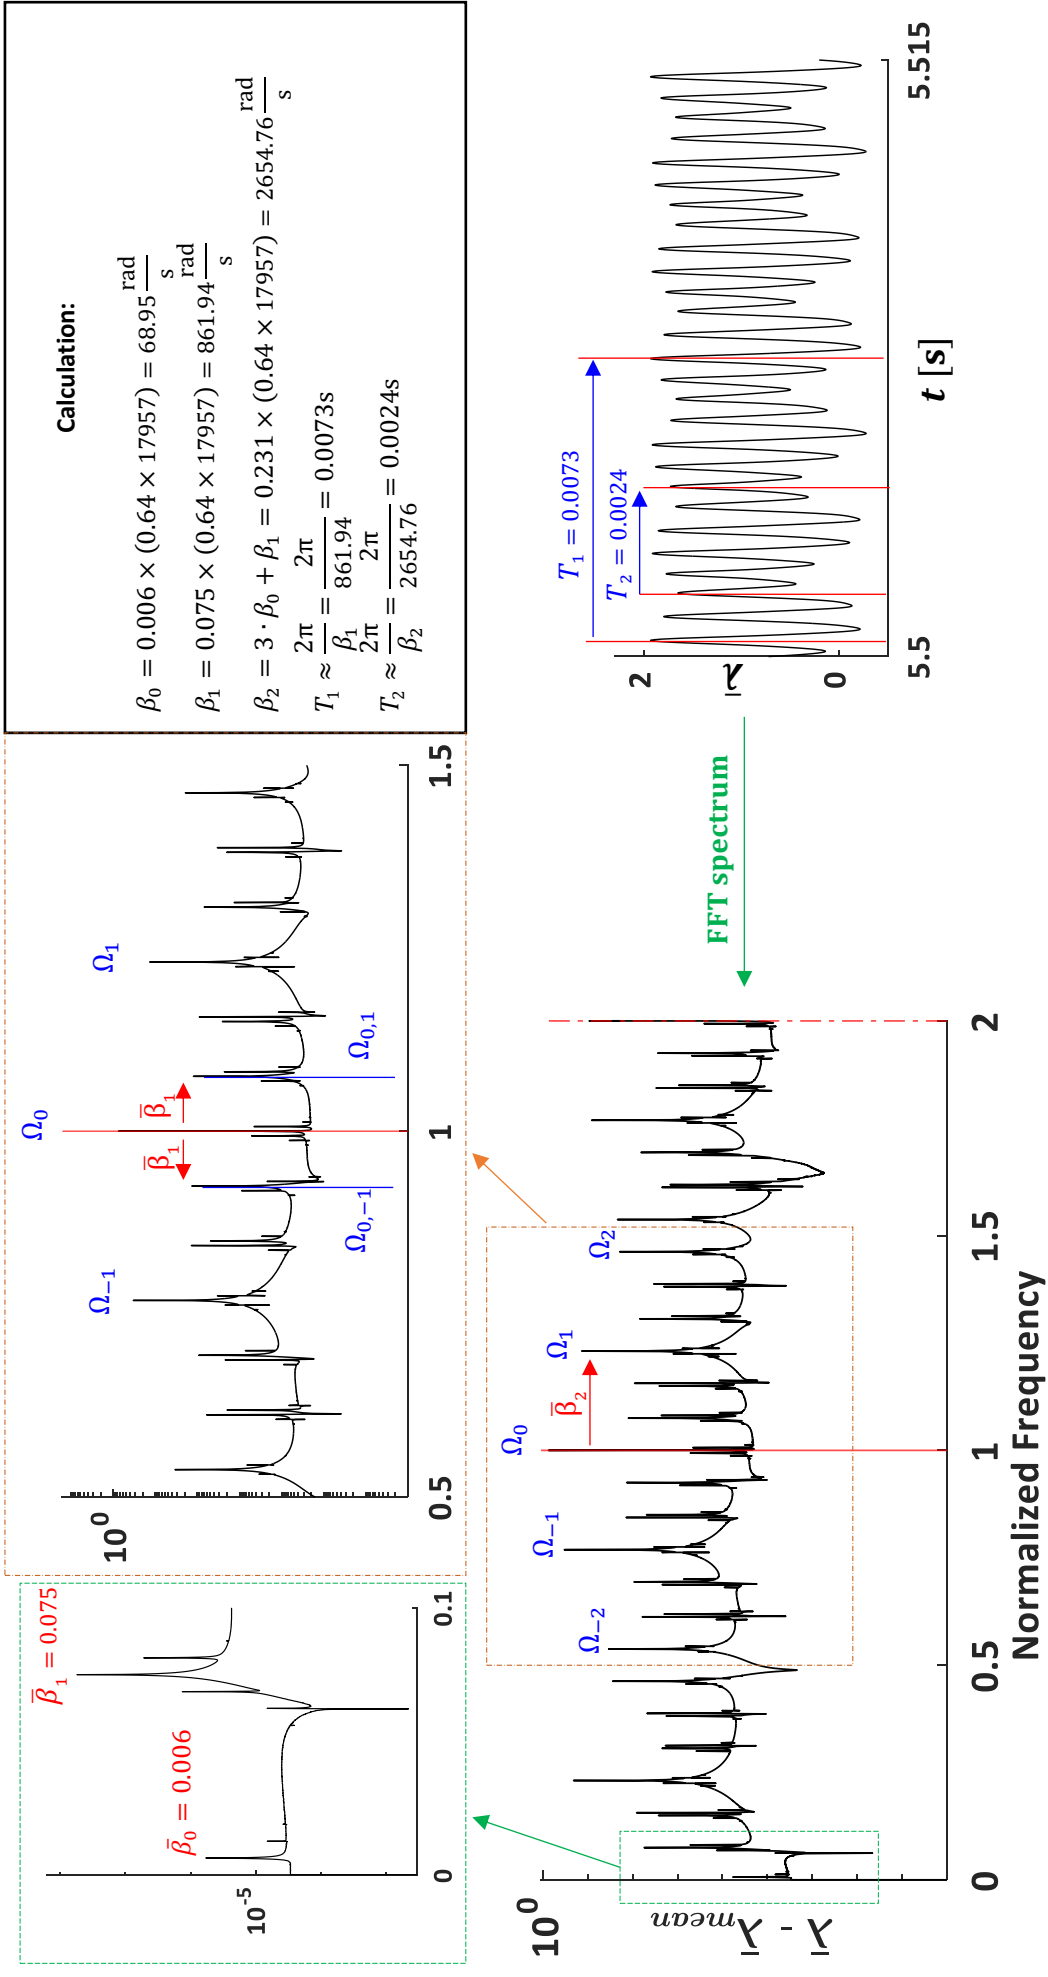 β̄₁ = 0.075
β̄₀ = 0.006
10⁻⁵
0
0.1
10⁰
Ω₋₁
Ω₀
Ω₁
β̄₁
β̄₁
Ω₀,₋₁
Ω₀,₁
0.5
1
1.5
Calculation:
β₀ = 0.006 × (0.64 × 17957) = 68.95 rad/s
β₁ = 0.075 × (0.64 × 17957) = 861.94 rad/s
β₂ = 3 · β₀ + β₁ = 0.231 × (0.64 × 17957) = 2654.76 rad/s
T₁ ≈ 2π/β₁ = 2π/861.94 = 0.0073s
T₂ ≈ 2π/β₂ = 2π/2654.76 = 0.0024s
10⁰
λ̄ - λ̄mean
Ω₋₂
Ω₋₁
Ω₀
β̄₂
Ω₁
Ω₂
0
0.5
1
1.5
2
Normalized Frequency
FFT spectrum
T₁ = 0.0073
T₂ = 0.0024
2
λ̄
0
5.5
5.515
t [s]